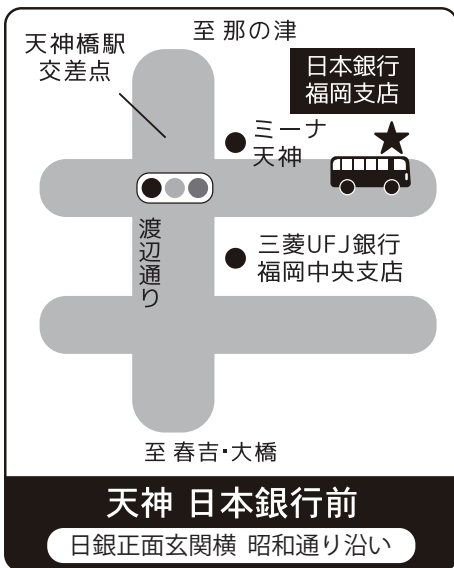 至 那の津
天神橋駅
交差点
日本銀行
福岡支店
ミーナ
天神
渡辺通り
三菱UFJ銀行
福岡中央支店
至 春吉・大橋
天神 日本銀行前
日銀正面玄関横 昭和通り沿い